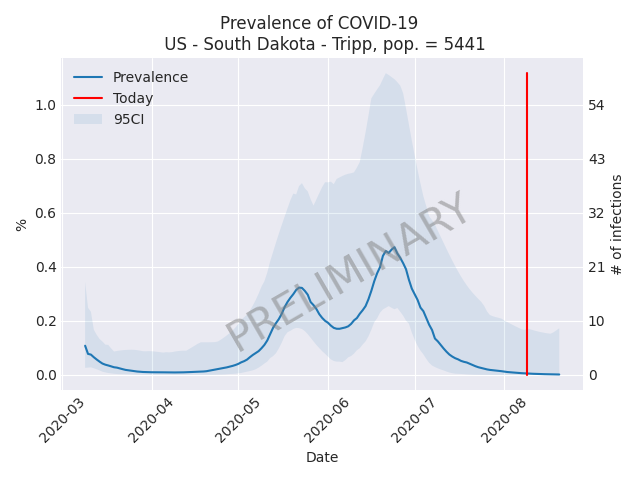 Prevalence of COVID-19
US - South Dakota - Tripp, pop. = 5441
Prevalence
Today
95CI
1.0
0.8
0.6
0.4
0.2
0.0
%
54
43
32
21
10
0
# of infections
PRELIMINARY
2020-03
2020-04
2020-05
2020-06
2020-07
2020-08
Date